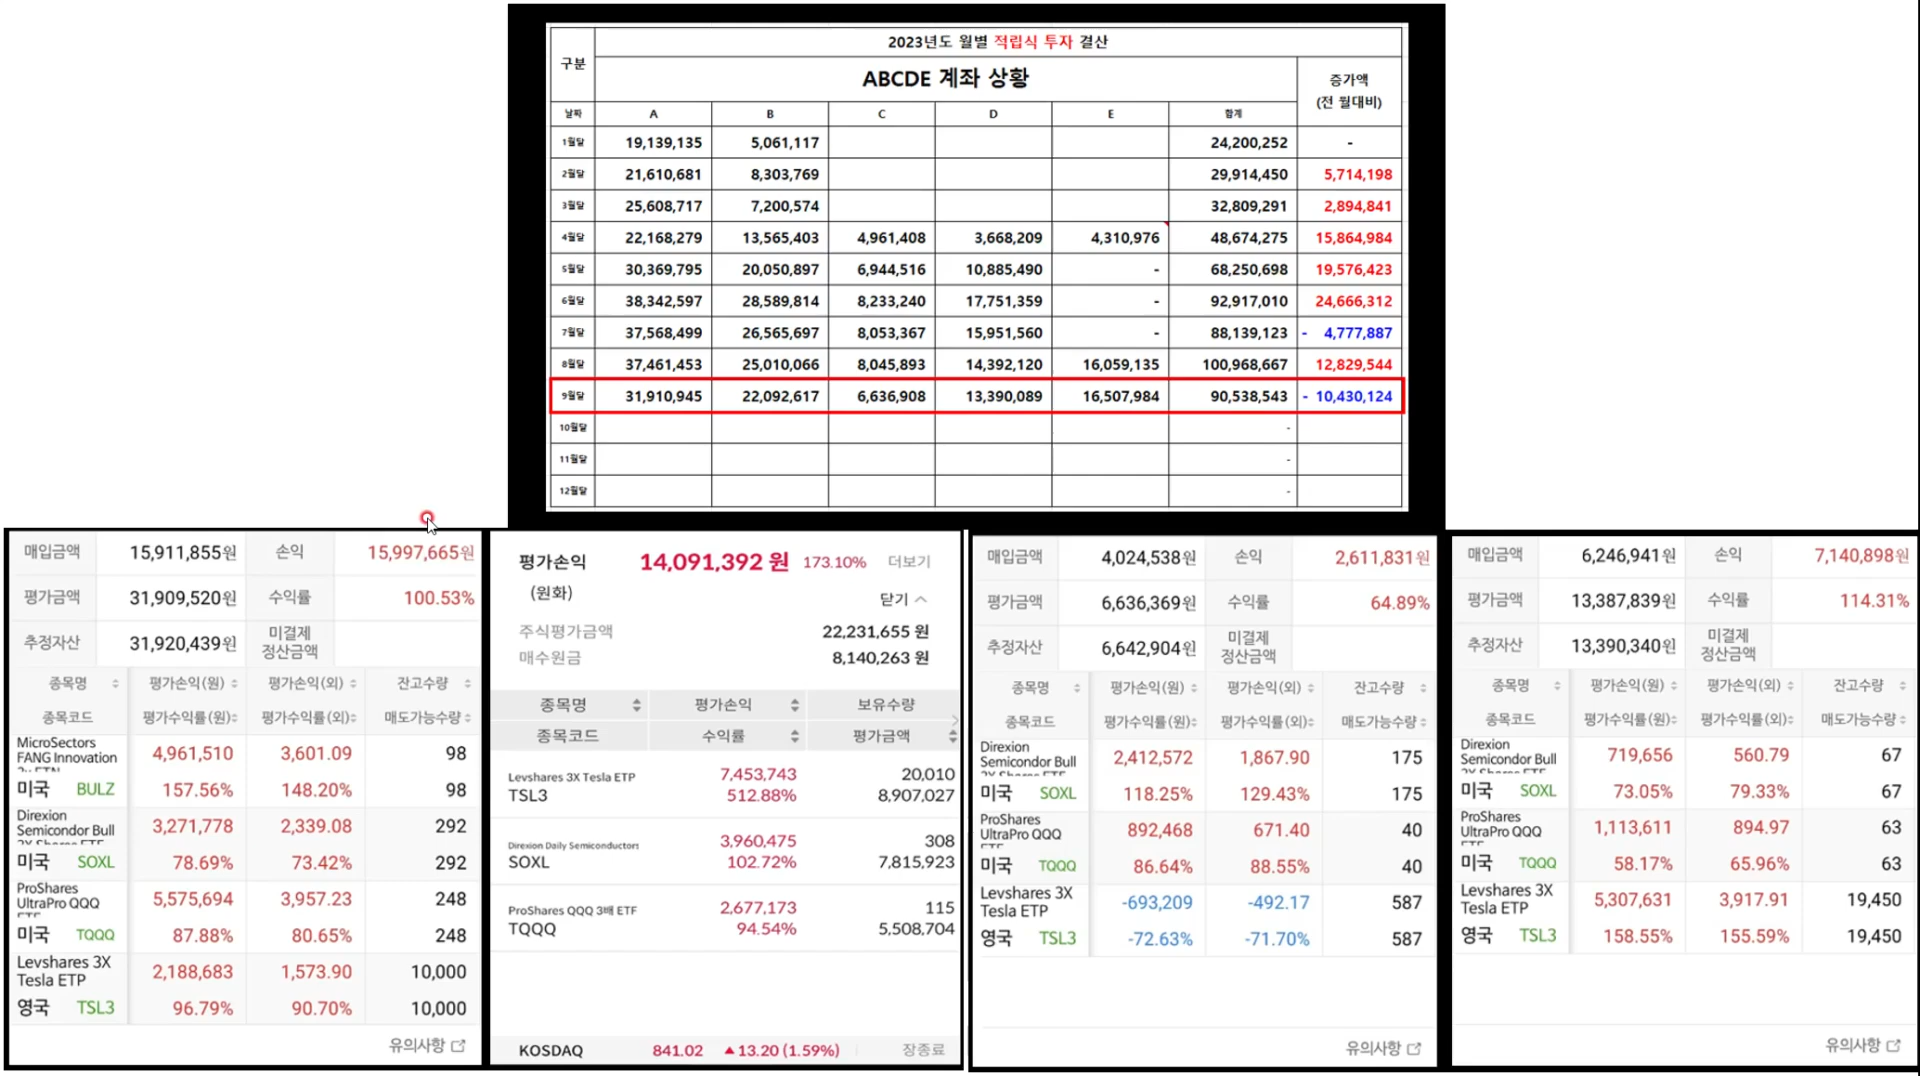 2023년도 월별 적립식 투자 결산
구분
ABCDE 계좌 상황
증가액
(전 월대비)
날짜 A B C D E 합계
1월달 19,139,135 5,061,117 24,200,252 -
2월달 21,610,681 8,303,769 29,914,450 5,714,198
3월달 25,608,717 7,200,574 32,809,291 2,894,841
4월달 22,168,279 13,565,403 4,961,408 3,668,209 4,310,976 48,674,275 15,864,984
5월달 30,369,795 20,050,897 6,944,516 10,885,490 - 68,250,698 19,576,423
6월달 38,342,597 28,589,814 8,233,240 17,751,359 - 92,917,010 24,666,312
7월달 37,568,499 26,565,697 8,053,367 15,951,560 - 88,139,123 - 4,777,887
8월달 37,461,453 25,010,066 8,045,893 14,392,120 16,059,135 100,968,667 12,829,544
9월달 31,910,945 22,092,617 6,636,908 13,390,089 16,507,984 90,538,543 - 10,430,124
10월달 -
11월달 -
12월달 -
매입금액 15,911,855원 손익 15,997,665원
평가금액 31,909,520원 수익률 100.53%
추정자산 31,920,439원 미결제
정산금액
종목명 평가손익(원) 평가손익(외) 잔고수량
종목코드 평가수익률(원) 평가수익률(외) 매도가능수량
MicroSectors
FANG Innovation
4,961,510 3,601.09 98
미국 BULZ 157.56% 148.20% 98
Direxion
Semicondor Bull
3,271,778 2,339.08 292
미국 SOXL 78.69% 73.42% 292
ProShares
UltraPro QQQ
5,575,694 3,957.23 248
미국 TQQQ 87.88% 80.65% 248
Levshares 3X
Tesla ETP
2,188,683 1,573.90 10,000
영국 TSL3 96.79% 90.70% 10,000
유의사항
평가손익 14,091,392 원 173.10% 더보기
(원화) 닫기
주식평가금액 22,231,655 원
매수원금 8,140,263 원
종목명 평가손익 보유수량
종목코드 수익률 평가금액
Levshares 3X Tesla ETP 7,453,743 20,010
TSL3 512.88% 8,907,027
Direxion Daily Semiconductors 3,960,475 308
SOXL 102.72% 7,815,923
ProShares QQQ 3배 ETF 2,677,173 115
TQQQ 94.54% 5,508,704
KOSDAQ 841.02 ▲13.20 (1.59%) 장종료
매입금액 4,024,538원 손익 2,611,831원
평가금액 6,636,369원 수익률 64.89%
추정자산 6,642,904원 미결제
정산금액
종목명 평가손익(원) 평가손익(외) 잔고수량
종목코드 평가수익률(원) 평가수익률(외) 매도가능수량
Direxion
Semicondor Bull
2,412,572 1,867.90 175
미국 SOXL 118.25% 129.43% 175
ProShares
UltraPro QQQ
892,468 671.40 40
미국 TQQQ 86.64% 88.55% 40
Levshares 3X
Tesla ETP
-693,209 -492.17 587
영국 TSL3 -72.63% -71.70% 587
유의사항
매입금액 6,246,941원 손익 7,140,898원
평가금액 13,387,839원 수익률 114.31%
추정자산 13,390,340원 미결제
정산금액
종목명 평가손익(원) 평가손익(외) 잔고수량
종목코드 평가수익률(원) 평가수익률(외) 매도가능수량
Direxion
Semicondor Bull
719,656 560.79 67
미국 SOXL 73.05% 79.33% 67
ProShares
UltraPro QQQ
1,113,611 894.97 63
미국 TQQQ 58.17% 65.96% 63
Levshares 3X
Tesla ETP
5,307,631 3,917.91 19,450
영국 TSL3 158.55% 155.59% 19,450
유의사항